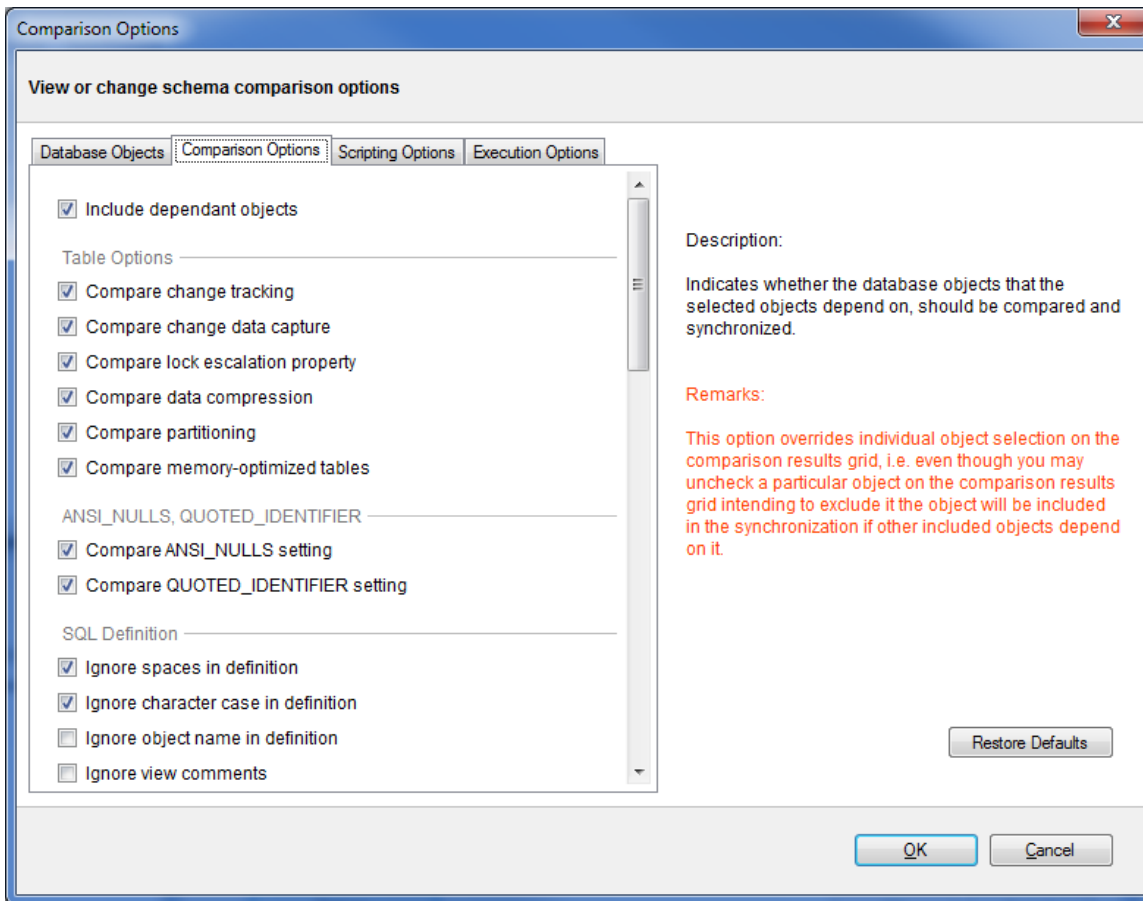 Comparison Options
View or change schema comparison options
Database Objects
Comparison Options
Scripting Options
Execution Options
Include dependant objects
Table Options
Compare change tracking
Compare change data capture
Compare lock escalation property
Compare data compression
Compare partitioning
Compare memory-optimized tables
ANSI_NULLS, QUOTED_IDENTIFIER
Compare ANSI_NULLS setting
Compare QUOTED_IDENTIFIER setting
SQL Definition
Ignore spaces in definition
Ignore character case in definition
Ignore object name in definition
Ignore view comments
Description:
Indicates whether the database objects that the
selected objects depend on, should be compared and
synchronized.
Remarks:
This option overrides individual object selection on the
comparison results grid, i.e. even though you may
uncheck a particular object on the comparison results
grid intending to exclude it the object will be included
in the synchronization if other included objects depend
on it.
Restore Defaults
OK
Cancel